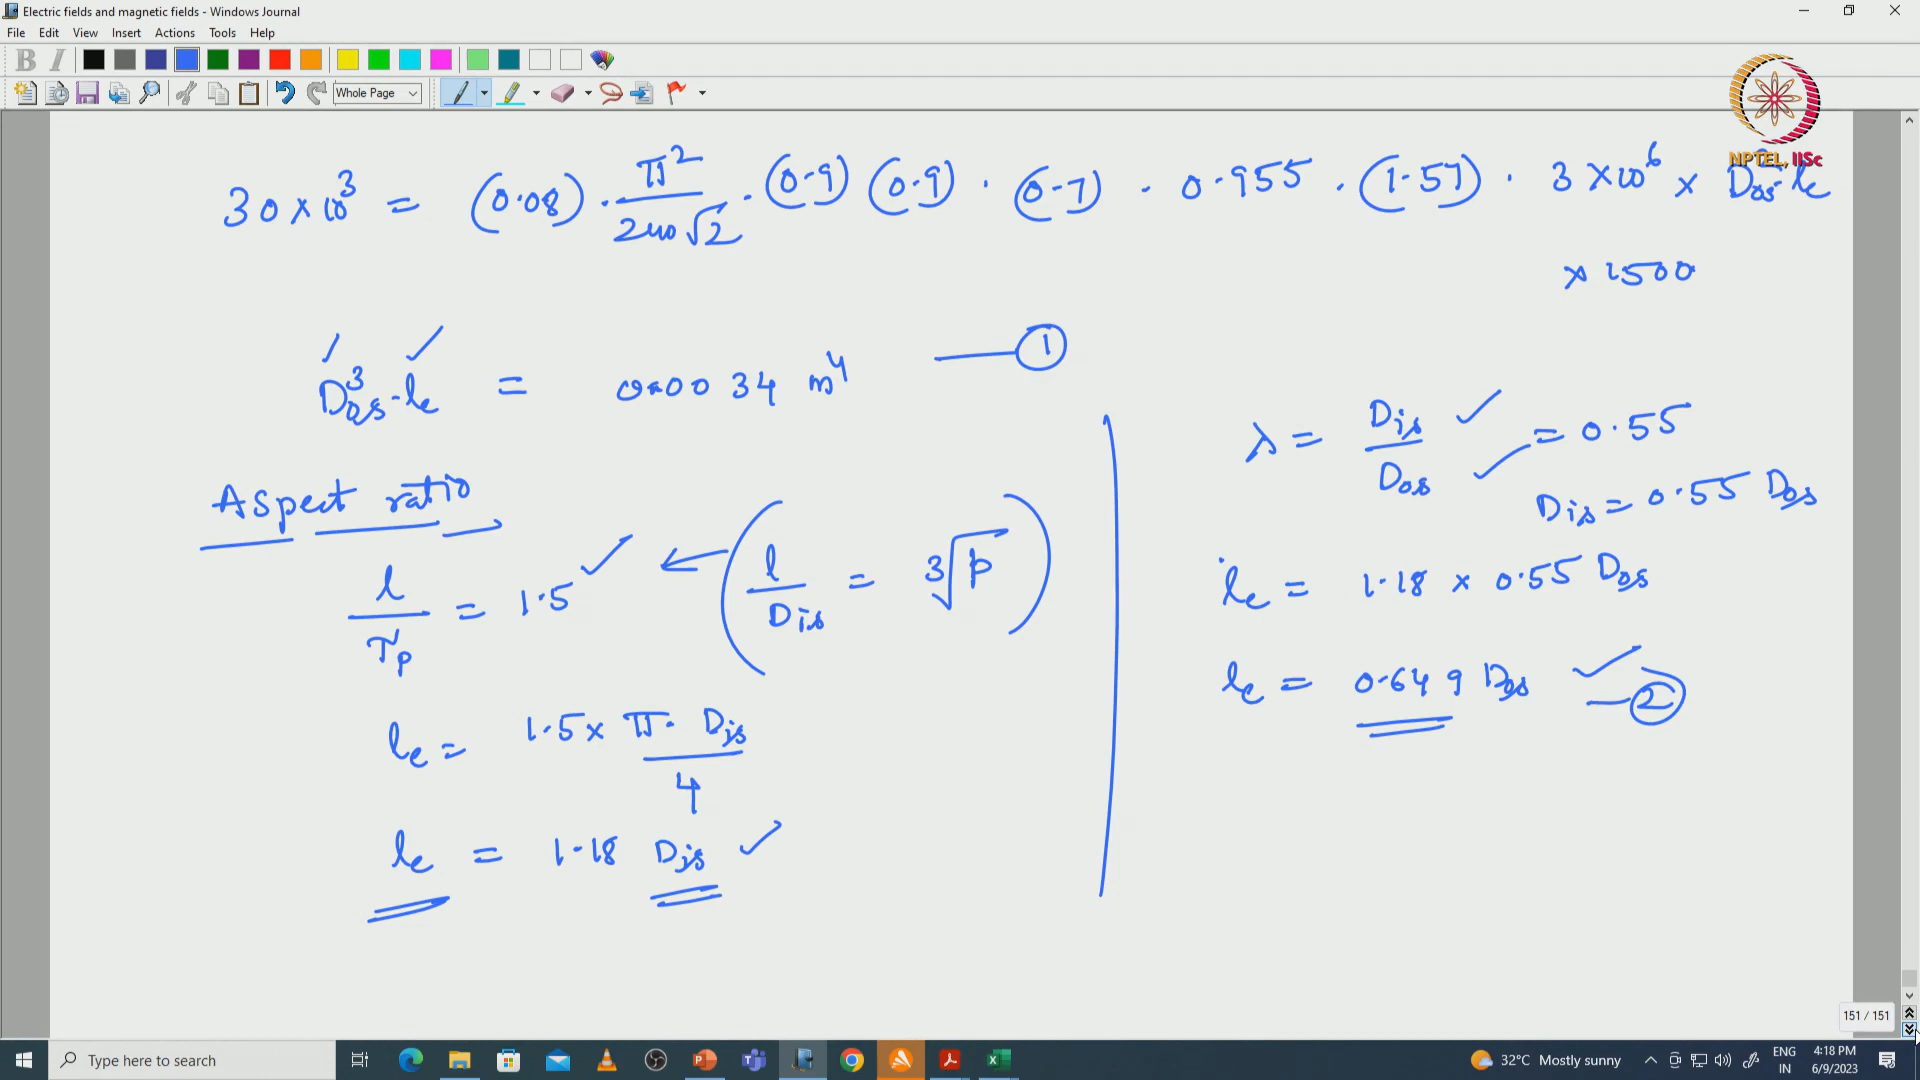 Electric fields and magnetic fields - Windows Journal
File Edit View Insert Actions Tools Help
B I
Whole Page
NPTEL, IISc
30 × 10³ = (0.08) · π²/240√2 · (0.9) (0.9) · (0.7) · 0.955 · (1.57) · 3 × 10⁶ × D³os · le
× 1500
D³os · le = 0.0034 m⁴ — ①
Aspect ratio
l/τp = 1.5 ← (l/Dis = ³√p)
le = 1.5 × π · Dis/4
le = 1.18 Dis
λ = Dis/Dos = 0.55
Dis = 0.55 Dos
le = 1.18 × 0.55 Dos
le = 0.649 Dos — ②
151 / 151
Type here to search
32°C Mostly sunny
ENG
IN
4:18 PM
6/9/2023